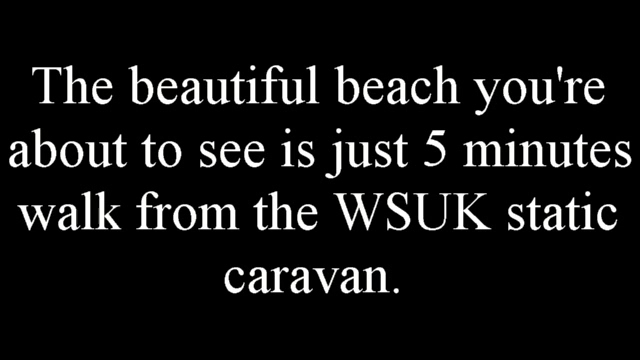 The beautiful beach you're
about to see is just 5 minutes
walk from the WSUK static
caravan.